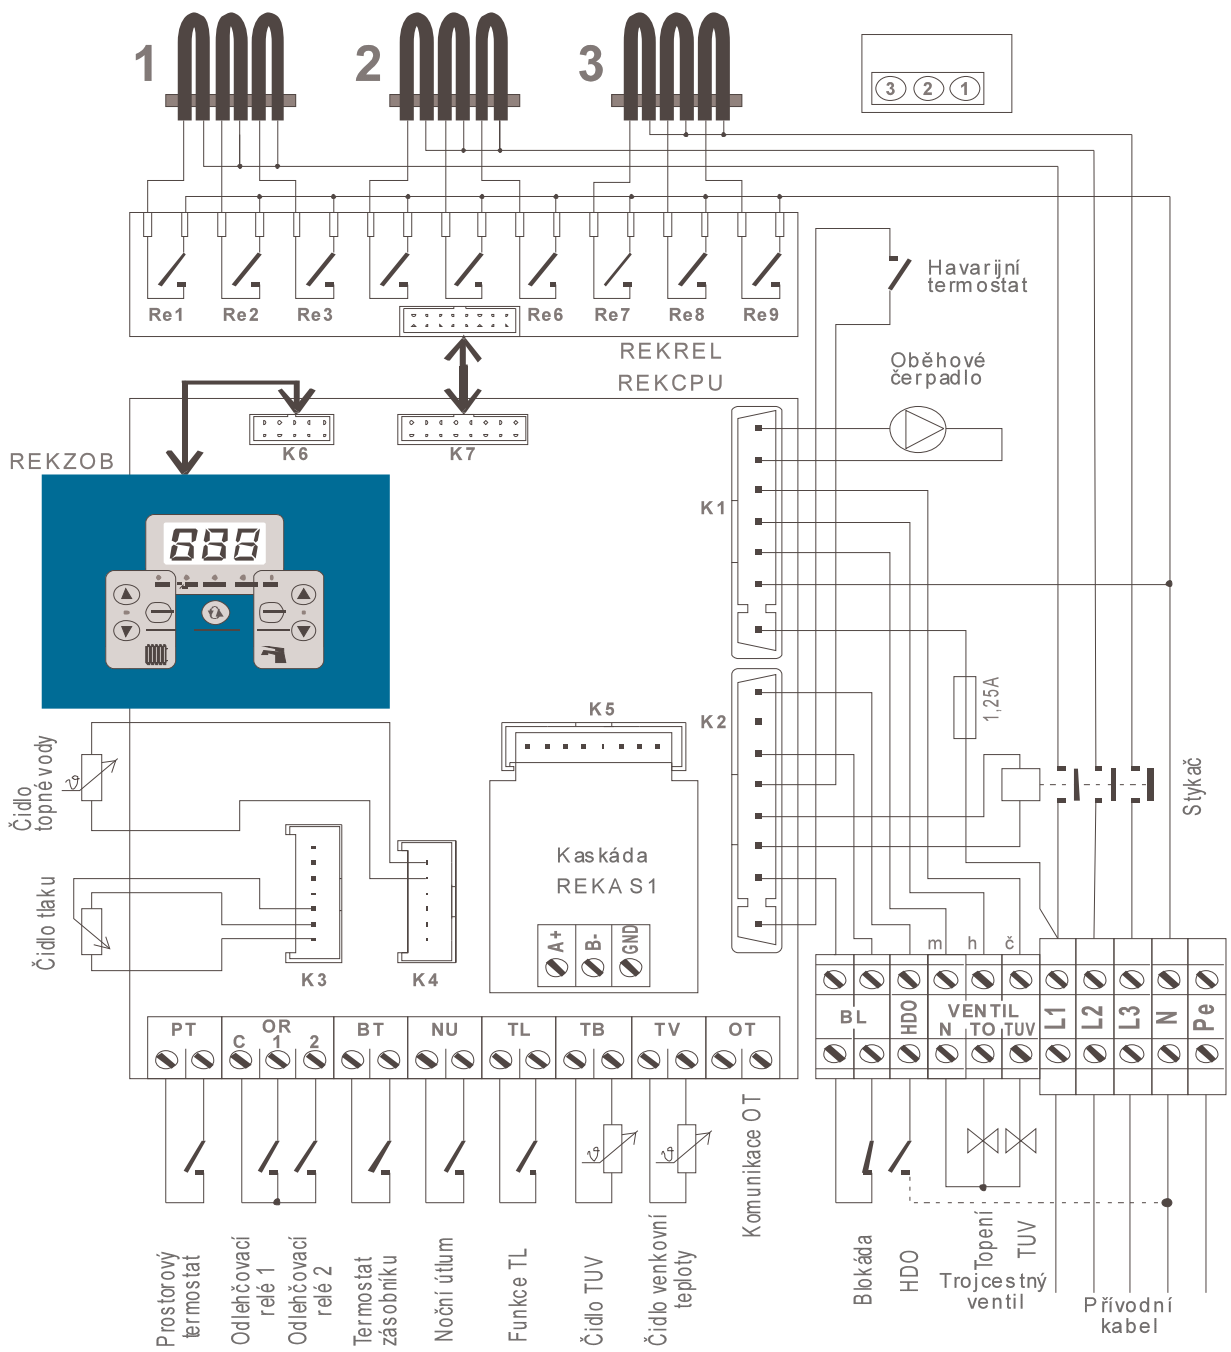 1
2
3
3 2 1
Re1 Re2 Re3 Re6 Re7 Re8 Re9
Havarijní
termostat
REKREL
REKCPU
Oběhové
čerpadlo
K6
K7
REKZOB
K1
1,25A
K2
K5
Čidlo
topné vody
Stykač
Kaskáda
REKA S1
Čidlo tlaku
A+ B- GND
K3
K4
m h č
PT OR BT NU TL TB TV OT
C 1 2
BL HDO VENTIL
N TO TUV
L1 L2 L3 N Pe
Prostorový
termostat
Odlehčovací
relé 1
Odlehčovací
relé 2
Termostat
zásobníku
Noční útlum
Funkce TL
Čidlo TUV
Čidlo venkovní
teploty
Komunikace OT
Blokáda
HDO
Topení
TUV
Trojcestný
ventil
Přívodní
kabel